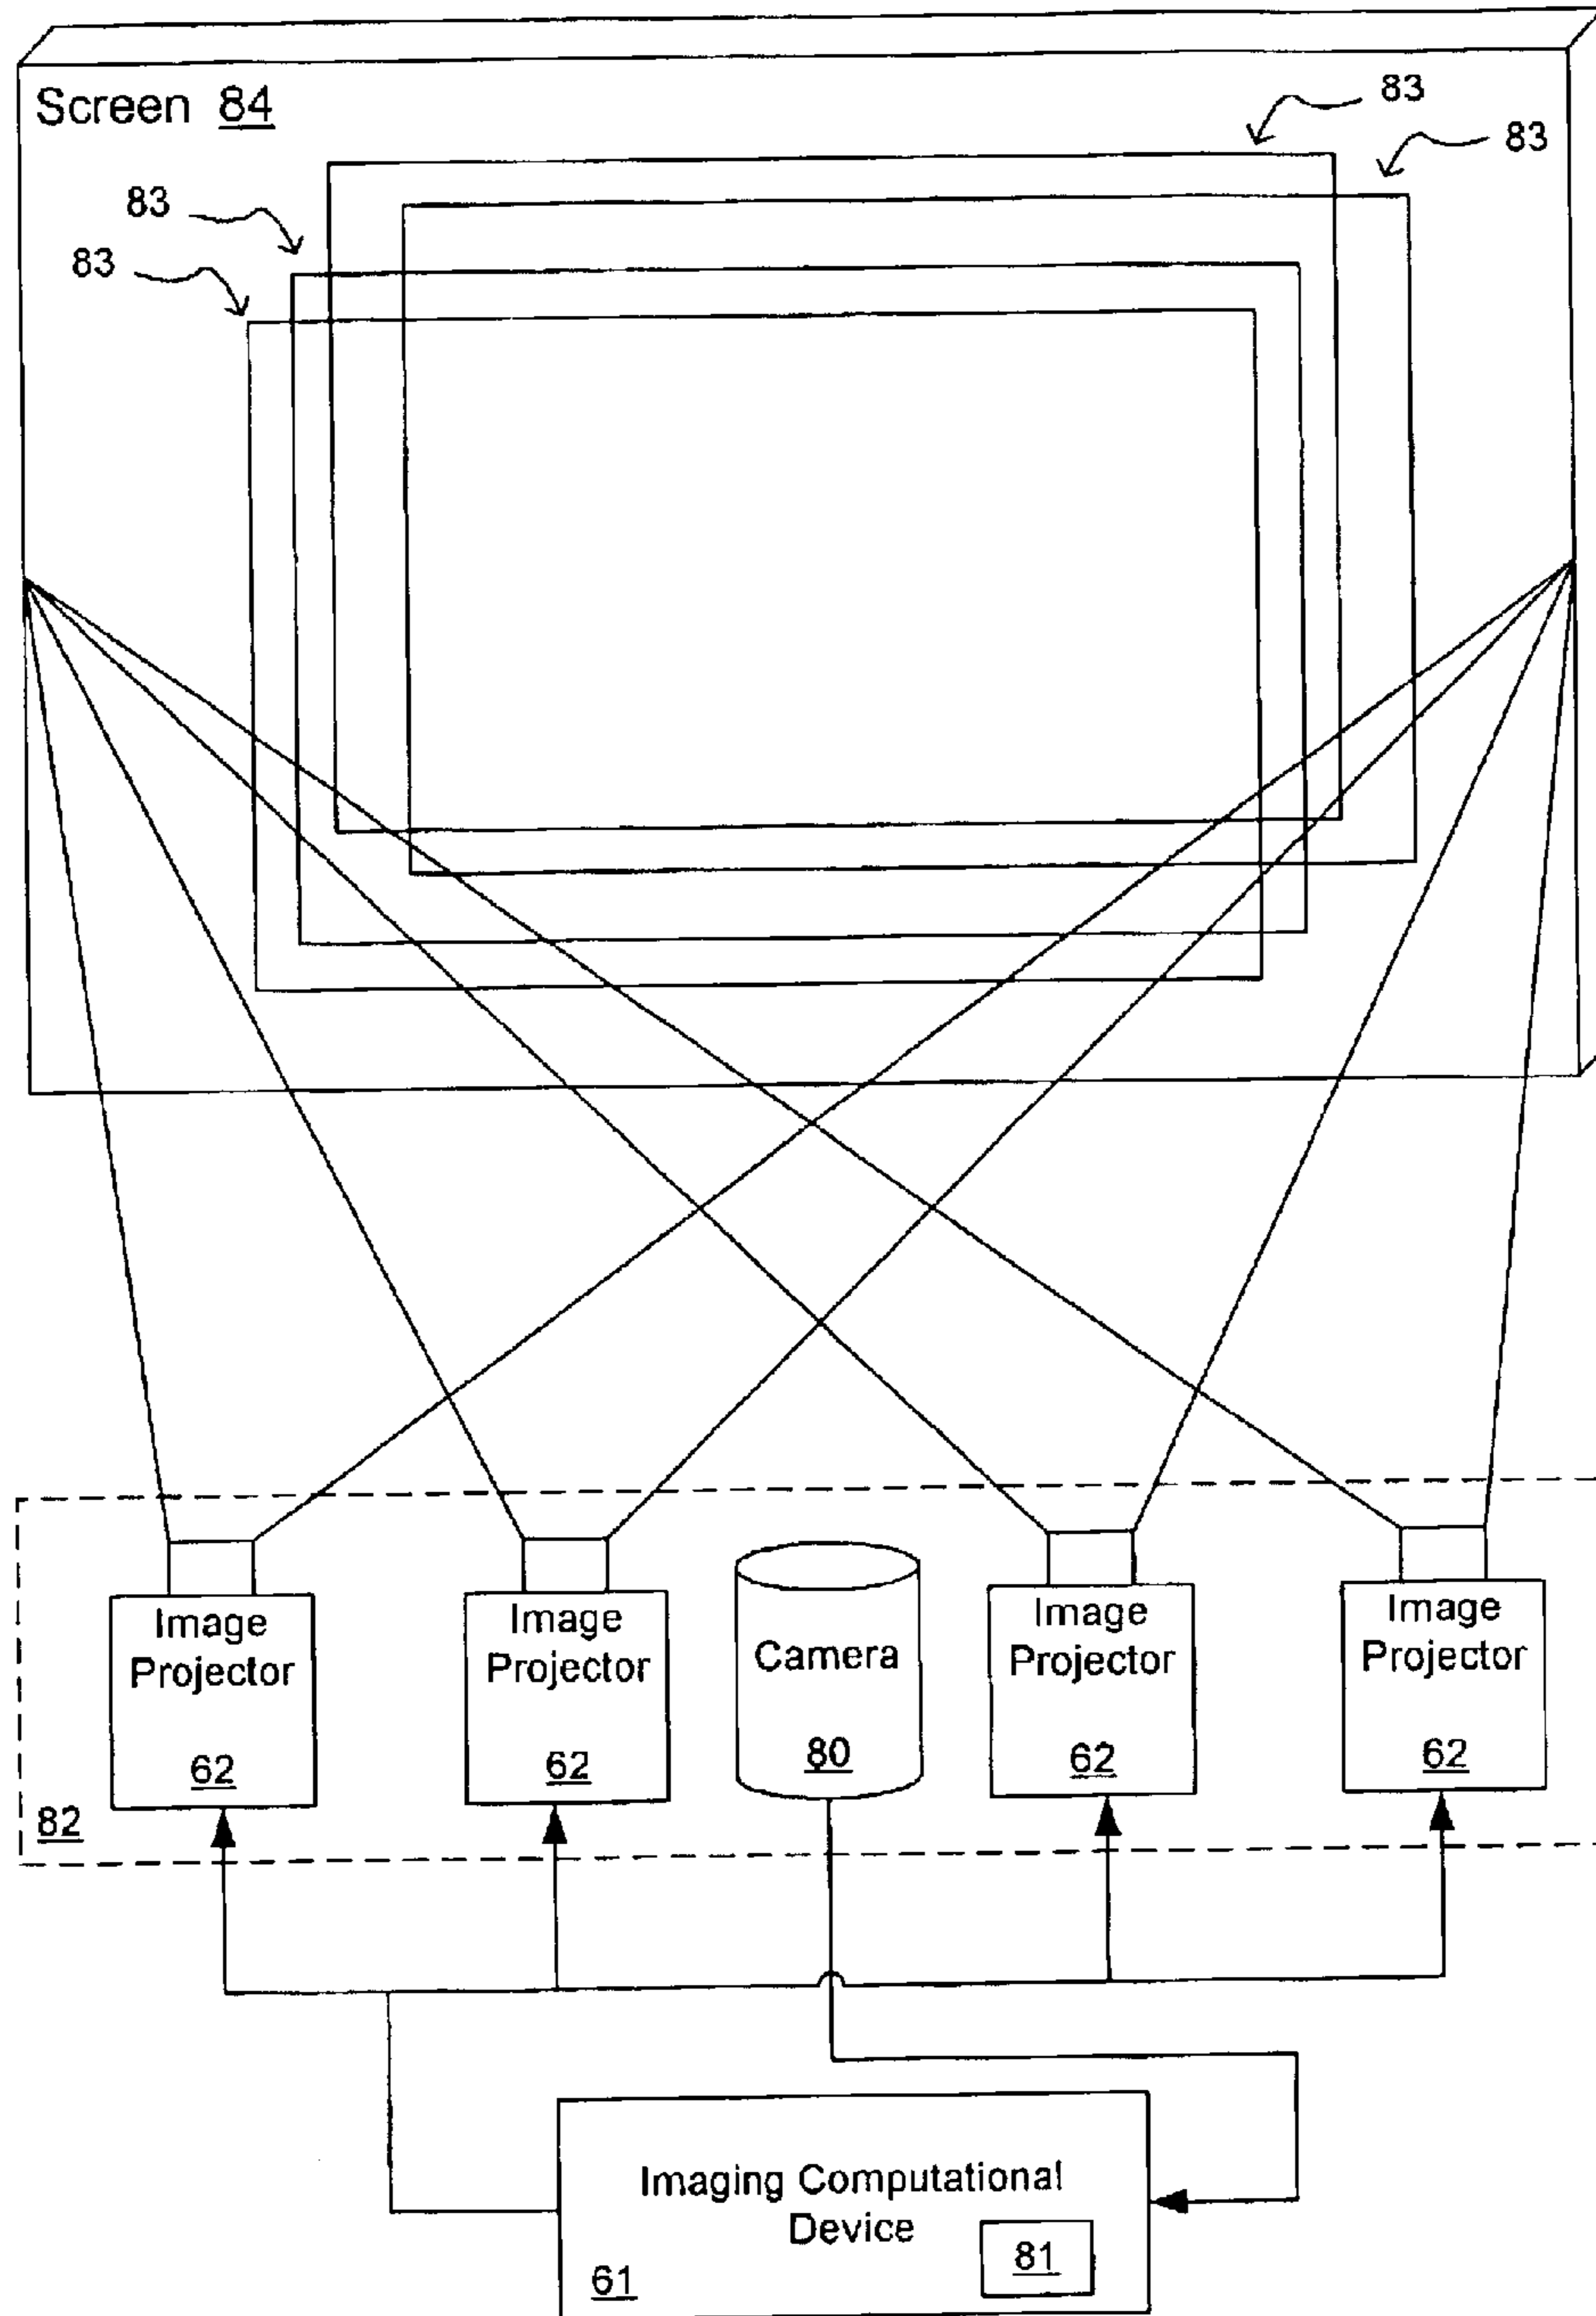 Screen 84
83
83
83
83
Image
Projector
62
Image
Projector
62
Camera
80
Image
Projector
62
Image
Projector
62
82
Imaging Computational
Device
81
61